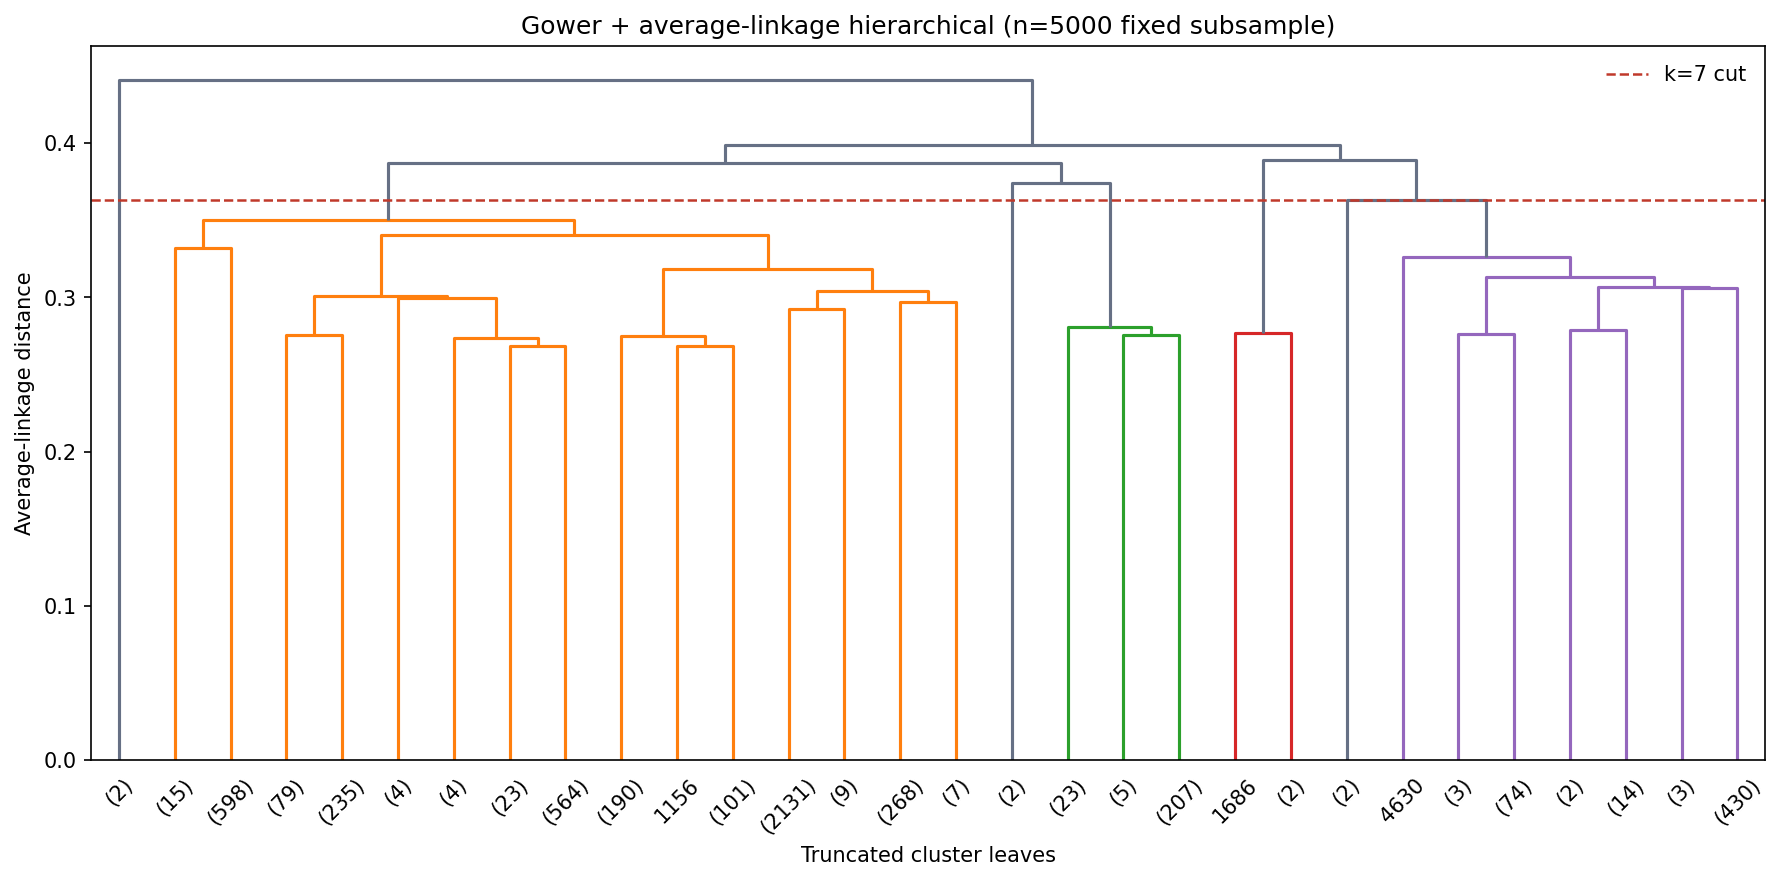 Gower + average-linkage hierarchical (n=5000 fixed subsample)
k=7 cut
Average-linkage distance
0.4
0.3
0.2
0.1
0.0
(2) (15) (598) (79) (235) (4) (4) (23) (564) (190) 1156 (101) (2131) (9) (268) (7) (2) (23) (5) (207) 1686 (2) (2) 4630 (3) (74) (2) (14) (3) (430)
Truncated cluster leaves